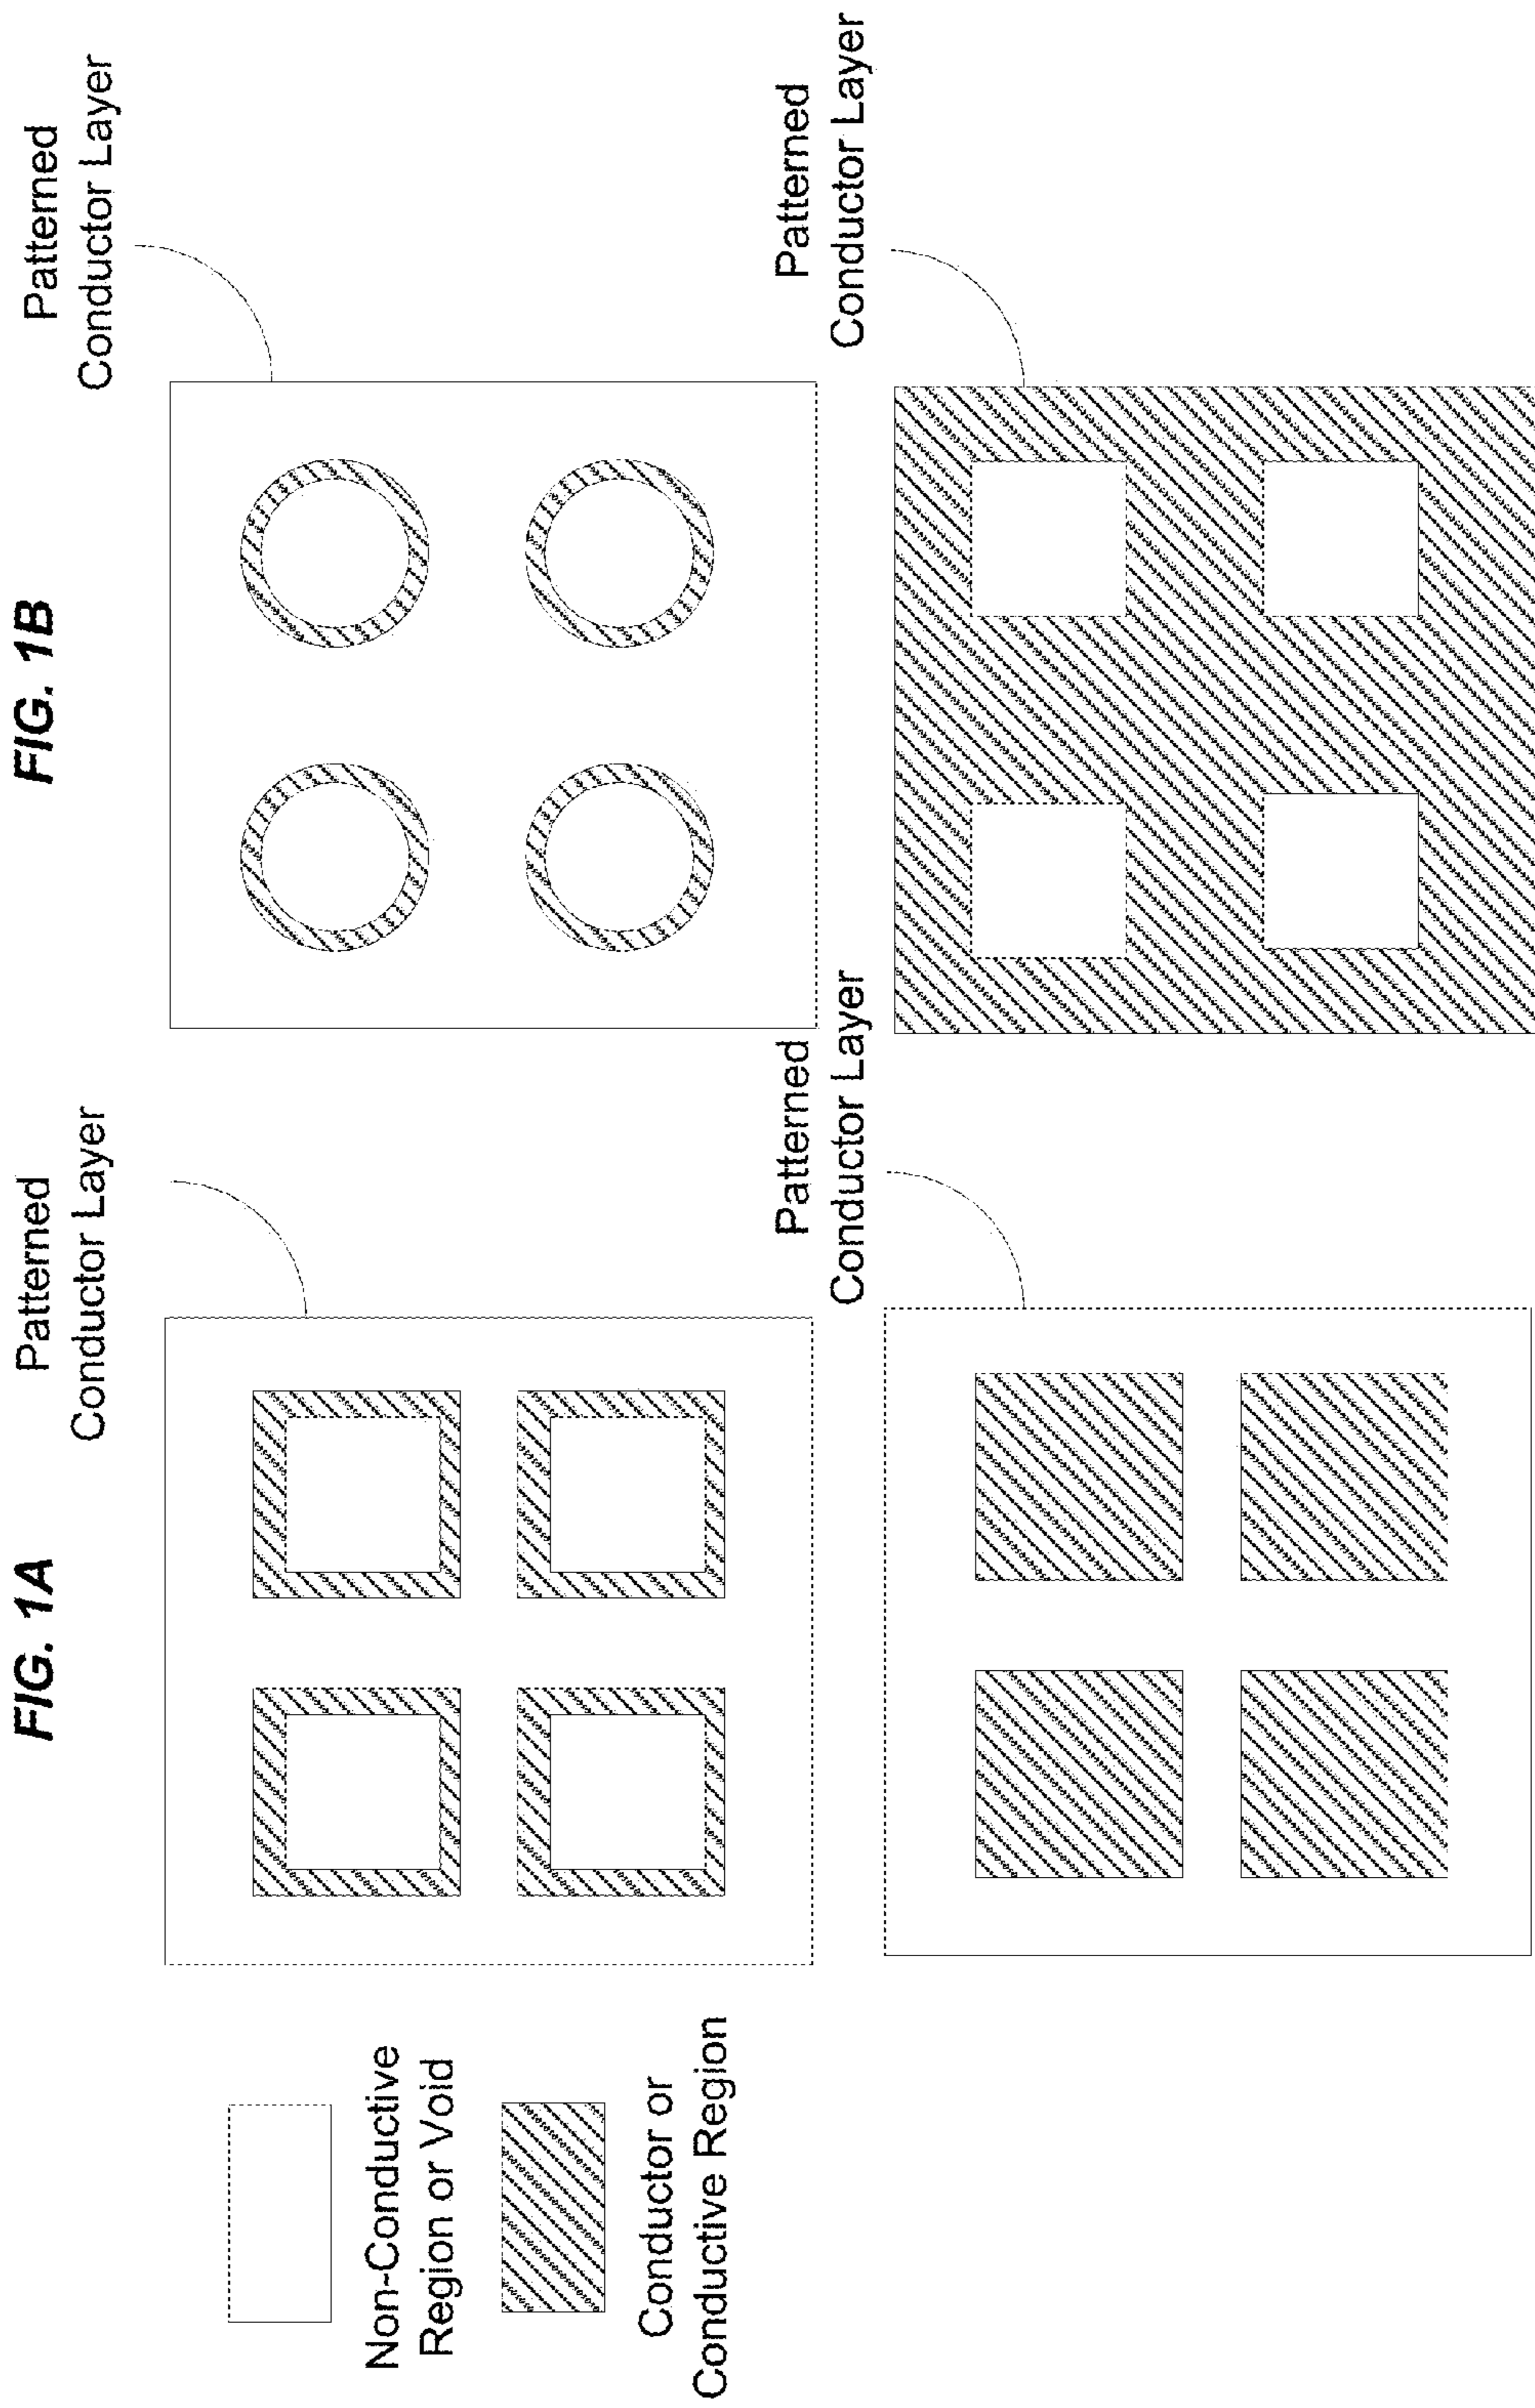 FIG. 1A
FIG. 1B
Patterned
Conductor Layer
Patterned
Conductor Layer
Non-Conductive
Region or Void
Conductor or
Conductive Region
Patterned
Conductor Layer
Patterned
Conductor Layer